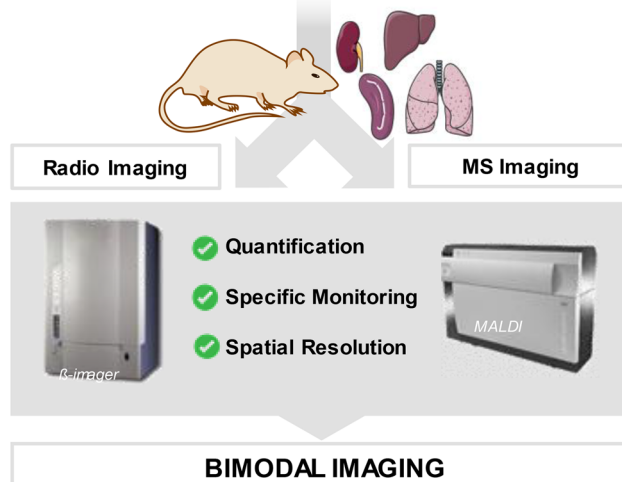 Radio Imaging
MS Imaging
Quantification
Specific Monitoring
Spatial Resolution
ß-imager
MALDI
BIMODAL IMAGING